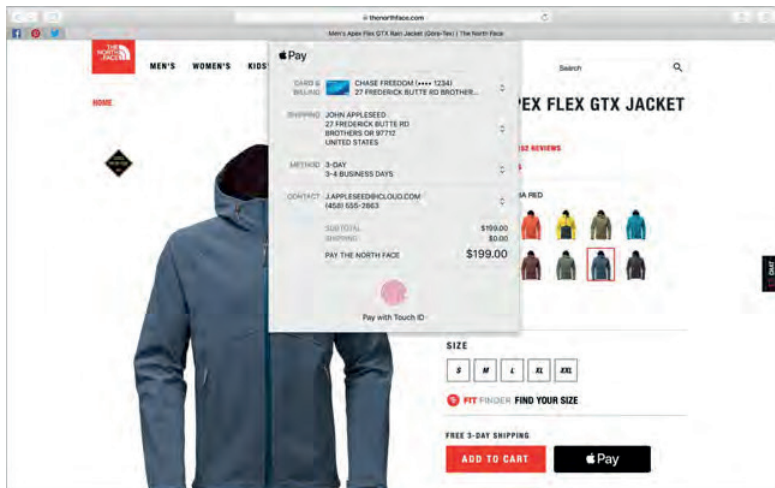 thenorthface.com
Men's Apex Flex GTX Rain Jacket (Gore-Tex) | The North Face
THE
NORTH
FACE
MEN'S WOMEN'S KIDS'
Search
HOME
PEX FLEX GTX JACKET
REVIEWS
RED
Pay
CARD &
BILLING
CHASE FREEDOM (•••• 1234)
27 FREDERICK BUTTE RD BROTHER...
SHIPPING
JOHN APPLESEED
27 FREDERICK BUTTE RD
BROTHERS OR 97712
UNITED STATES
METHOD
3-DAY
3-4 BUSINESS DAYS
CONTACT
J.APPLESEED@ICLOUD.COM
(458) 555-2863
SUBTOTAL $199.00
SHIPPING $0.00
PAY THE NORTH FACE $199.00
Pay with Touch ID
CHAT
SIZE
S M L XL XXL
FIT FINDER FIND YOUR SIZE
FREE 3-DAY SHIPPING
ADD TO CART
Pay